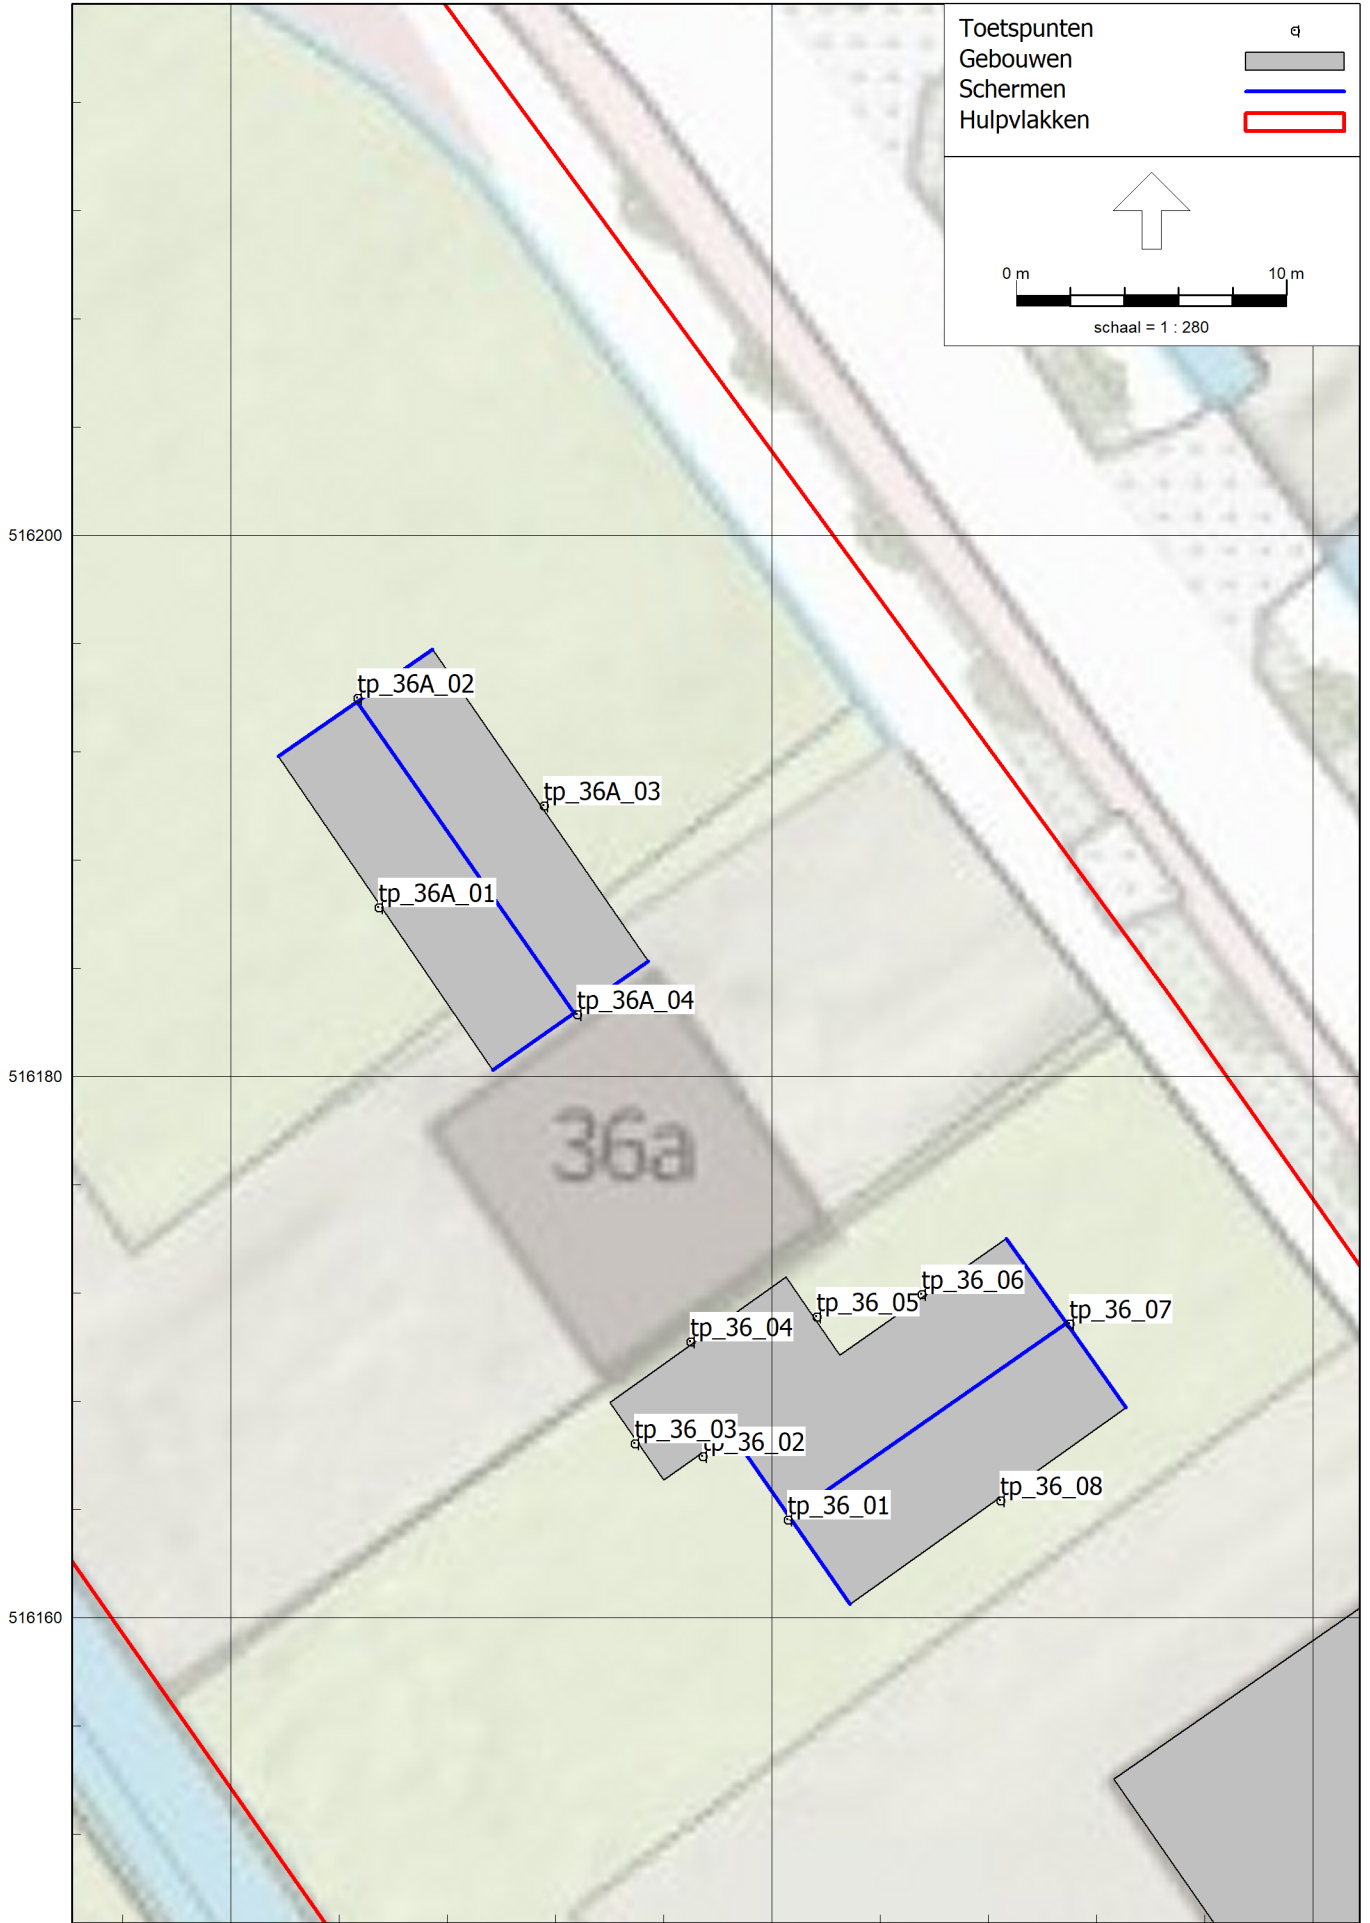 Toetspunten
Gebouwen
Schermen
Hulpvlakken
0 m 10 m
schaal = 1 : 280
516200
tp_36A_02
tp_36A_03
tp_36A_01
tp_36A_04
516180
36a
tp_36_06
tp_36_05
tp_36_07
tp_36_04
tp_36_03
tp_36_02
tp_36_08
tp_36_01
516160